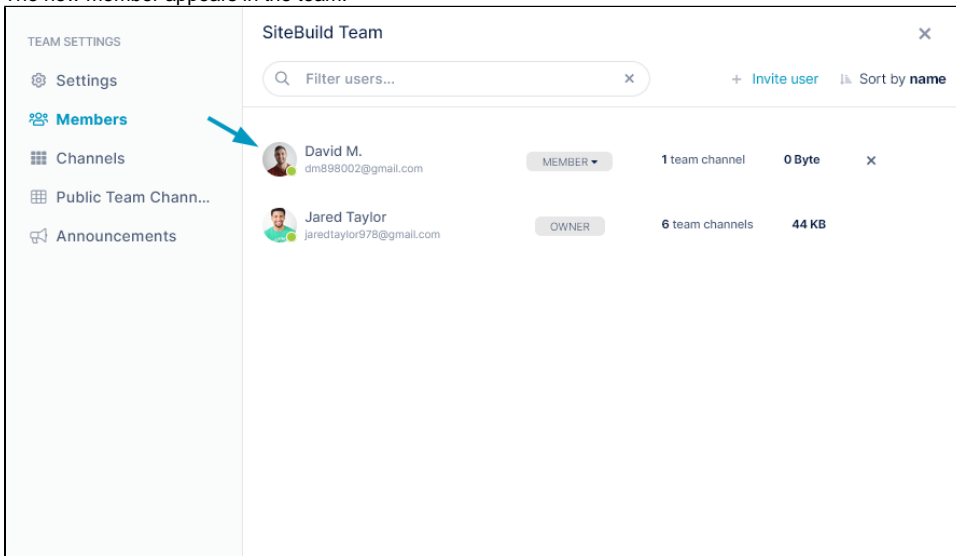 The new member appears in the team.
TEAM SETTINGS
Settings
Members
Channels
Public Team Chann...
Announcements
SiteBuild Team
Filter users...
+ Invite user
Sort by name
David M.
dm898002@gmail.com
MEMBER
1 team channel
0 Byte
Jared Taylor
jaredtaylor978@gmail.com
OWNER
6 team channels
44 KB